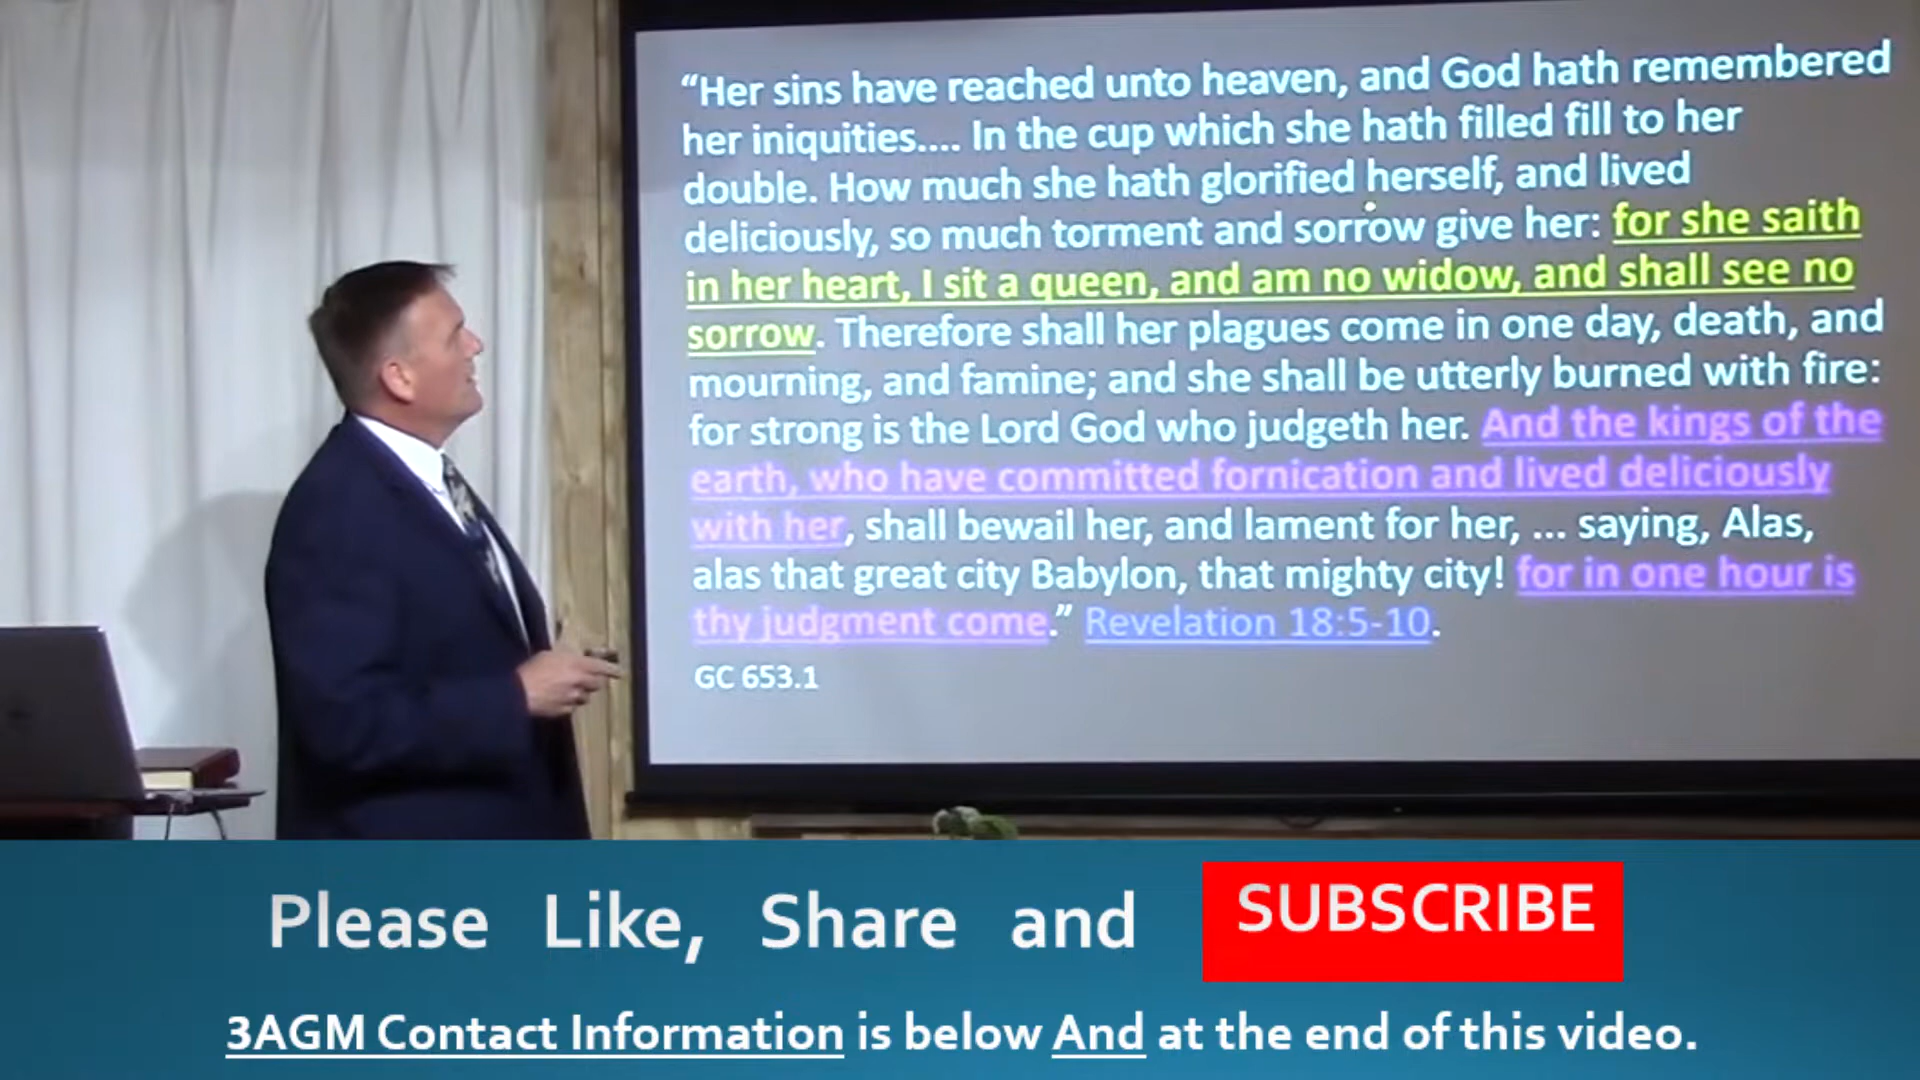 “Her sins have reached unto heaven, and God hath remembered
her iniquities.... In the cup which she hath filled fill to her
double. How much she hath glorified herself, and lived
deliciously, so much torment and sorrow give her: for she saith
in her heart, I sit a queen, and am no widow, and shall see no
sorrow. Therefore shall her plagues come in one day, death, and
mourning, and famine; and she shall be utterly burned with fire:
for strong is the Lord God who judgeth her. And the kings of the
earth, who have committed fornication and lived deliciously
with her, shall bewail her, and lament for her, ... saying, Alas,
alas that great city Babylon, that mighty city! for in one hour is
thy judgment come.” Revelation 18:5-10.
GC 653.1
Please Like, Share and SUBSCRIBE
3AGM Contact Information is below And at the end of this video.